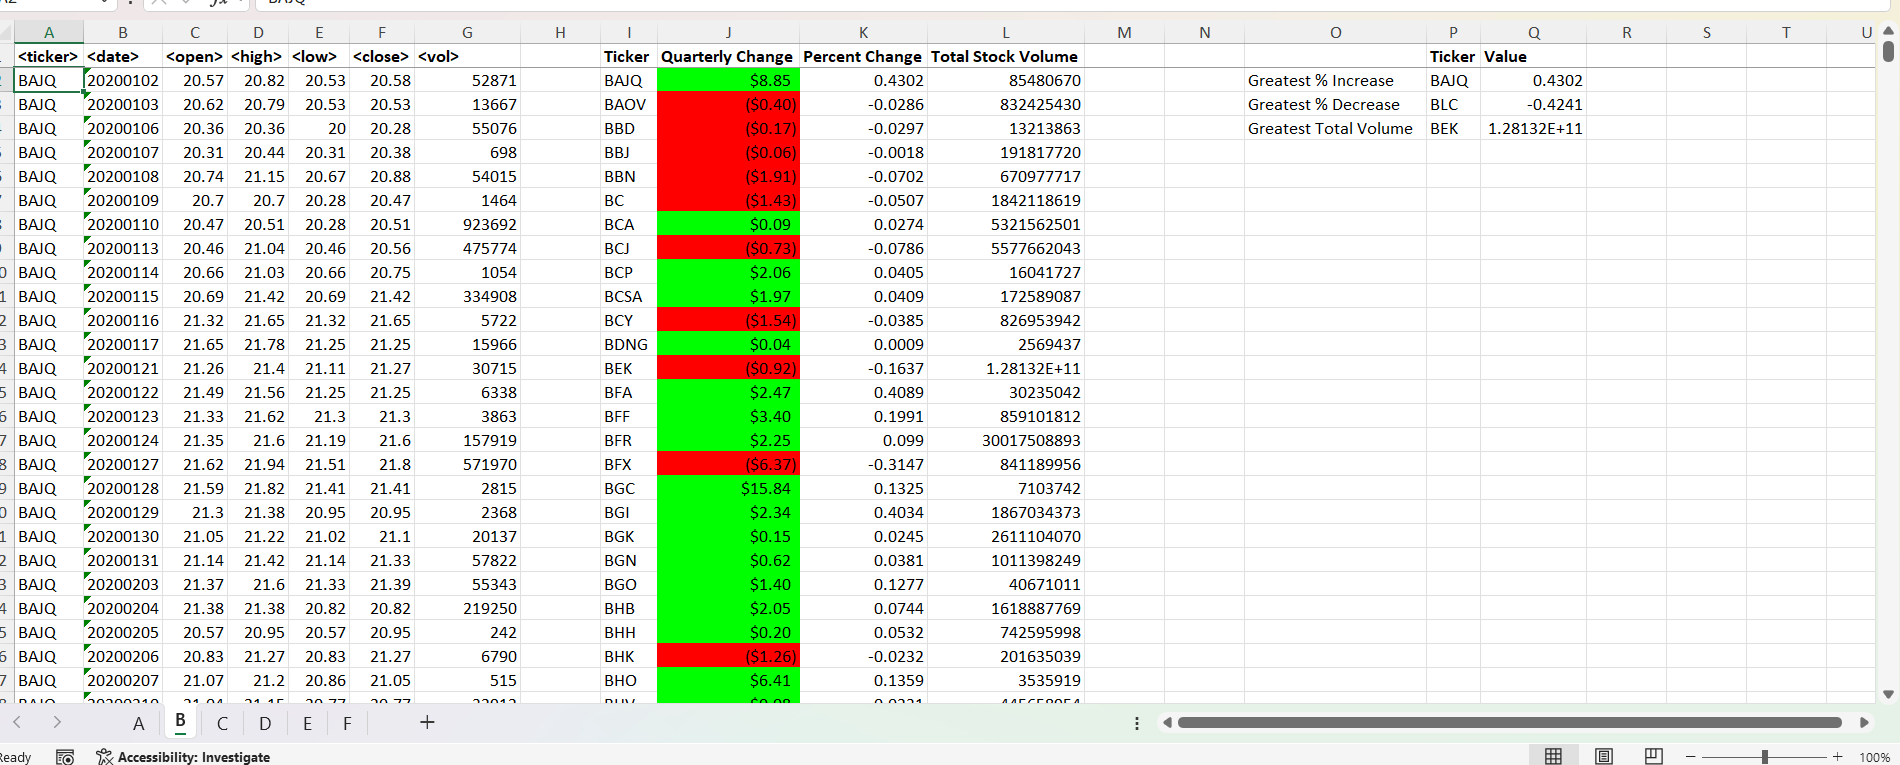 BAJQ
A B C D E F G H I J K L M N O P Q R S T U
<ticker> <date> <open> <high> <low> <close> <vol> Ticker Quarterly Change Percent Change Total Stock Volume Ticker Value
BAJQ 20200102 20.57 20.82 20.53 20.58 52871 BAJQ $8.85 0.4302 85480670 Greatest % Increase BAJQ 0.4302
BAJQ 20200103 20.62 20.79 20.53 20.53 13667 BAOV ($0.40) -0.0286 832425430 Greatest % Decrease BLC -0.4241
BAJQ 20200106 20.36 20.36 20 20.28 55076 BBD ($0.17) -0.0297 13213863 Greatest Total Volume BEK 1.28132E+11
BAJQ 20200107 20.31 20.44 20.31 20.38 698 BBJ ($0.06) -0.0018 191817720
BAJQ 20200108 20.74 21.15 20.67 20.88 54015 BBN ($1.91) -0.0702 670977717
BAJQ 20200109 20.7 20.7 20.28 20.47 1464 BC ($1.43) -0.0507 1842118619
BAJQ 20200110 20.47 20.51 20.28 20.51 923692 BCA $0.09 0.0274 5321562501
BAJQ 20200113 20.46 21.04 20.46 20.56 475774 BCJ ($0.73) -0.0786 5577662043
BAJQ 20200114 20.66 21.03 20.66 20.75 1054 BCP $2.06 0.0405 16041727
BAJQ 20200115 20.69 21.42 20.69 21.42 334908 BCSA $1.97 0.0409 172589087
BAJQ 20200116 21.32 21.65 21.32 21.65 5722 BCY ($1.54) -0.0385 826953942
BAJQ 20200117 21.65 21.78 21.25 21.25 15966 BDNG $0.04 0.0009 2569437
BAJQ 20200121 21.26 21.4 21.11 21.27 30715 BEK ($0.92) -0.1637 1.28132E+11
BAJQ 20200122 21.49 21.56 21.25 21.25 6338 BFA $2.47 0.4089 30235042
BAJQ 20200123 21.33 21.62 21.3 21.3 3863 BFF $3.40 0.1991 859101812
BAJQ 20200124 21.35 21.6 21.19 21.6 157919 BFR $2.25 0.099 30017508893
BAJQ 20200127 21.62 21.94 21.51 21.8 571970 BFX ($6.37) -0.3147 841189956
BAJQ 20200128 21.59 21.82 21.41 21.41 2815 BGC $15.84 0.1325 7103742
BAJQ 20200129 21.3 21.38 20.95 20.95 2368 BGI $2.34 0.4034 1867034373
BAJQ 20200130 21.05 21.22 21.02 21.1 20137 BGK $0.15 0.0245 2611104070
BAJQ 20200131 21.14 21.42 21.14 21.33 57822 BGN $0.62 0.0381 1011398249
BAJQ 20200203 21.37 21.6 21.33 21.39 55343 BGO $1.40 0.1277 40671011
BAJQ 20200204 21.38 21.38 20.82 20.82 219250 BHB $2.05 0.0744 1618887769
BAJQ 20200205 20.57 20.95 20.57 20.95 242 BHH $0.20 0.0532 742595998
BAJQ 20200206 20.83 21.27 20.83 21.27 6790 BHK ($1.26) -0.0232 201635039
BAJQ 20200207 21.07 21.2 20.86 21.05 515 BHO $6.41 0.1359 3535919
A B C D E F
Accessibility: Investigate 100%